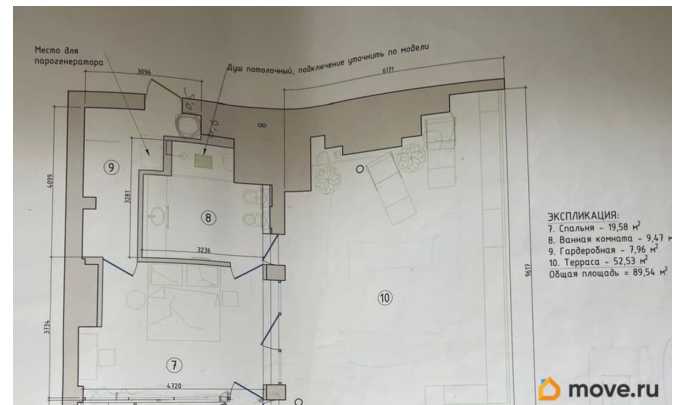 Место для
парогенератора
Душ потолочный, подключение уточнить по модели
3096
6171
4099
9
3281
8
3236
10
9617
3734
7
4720
ЭКСПЛИКАЦИЯ:
7. Спальня - 19,58 м²
8. Ванная комната - 9,47 м
9. Гардеробная - 7,96 м²
10. Терраса - 52,53 м²
Общая площадь = 89,54 м²
move.ru